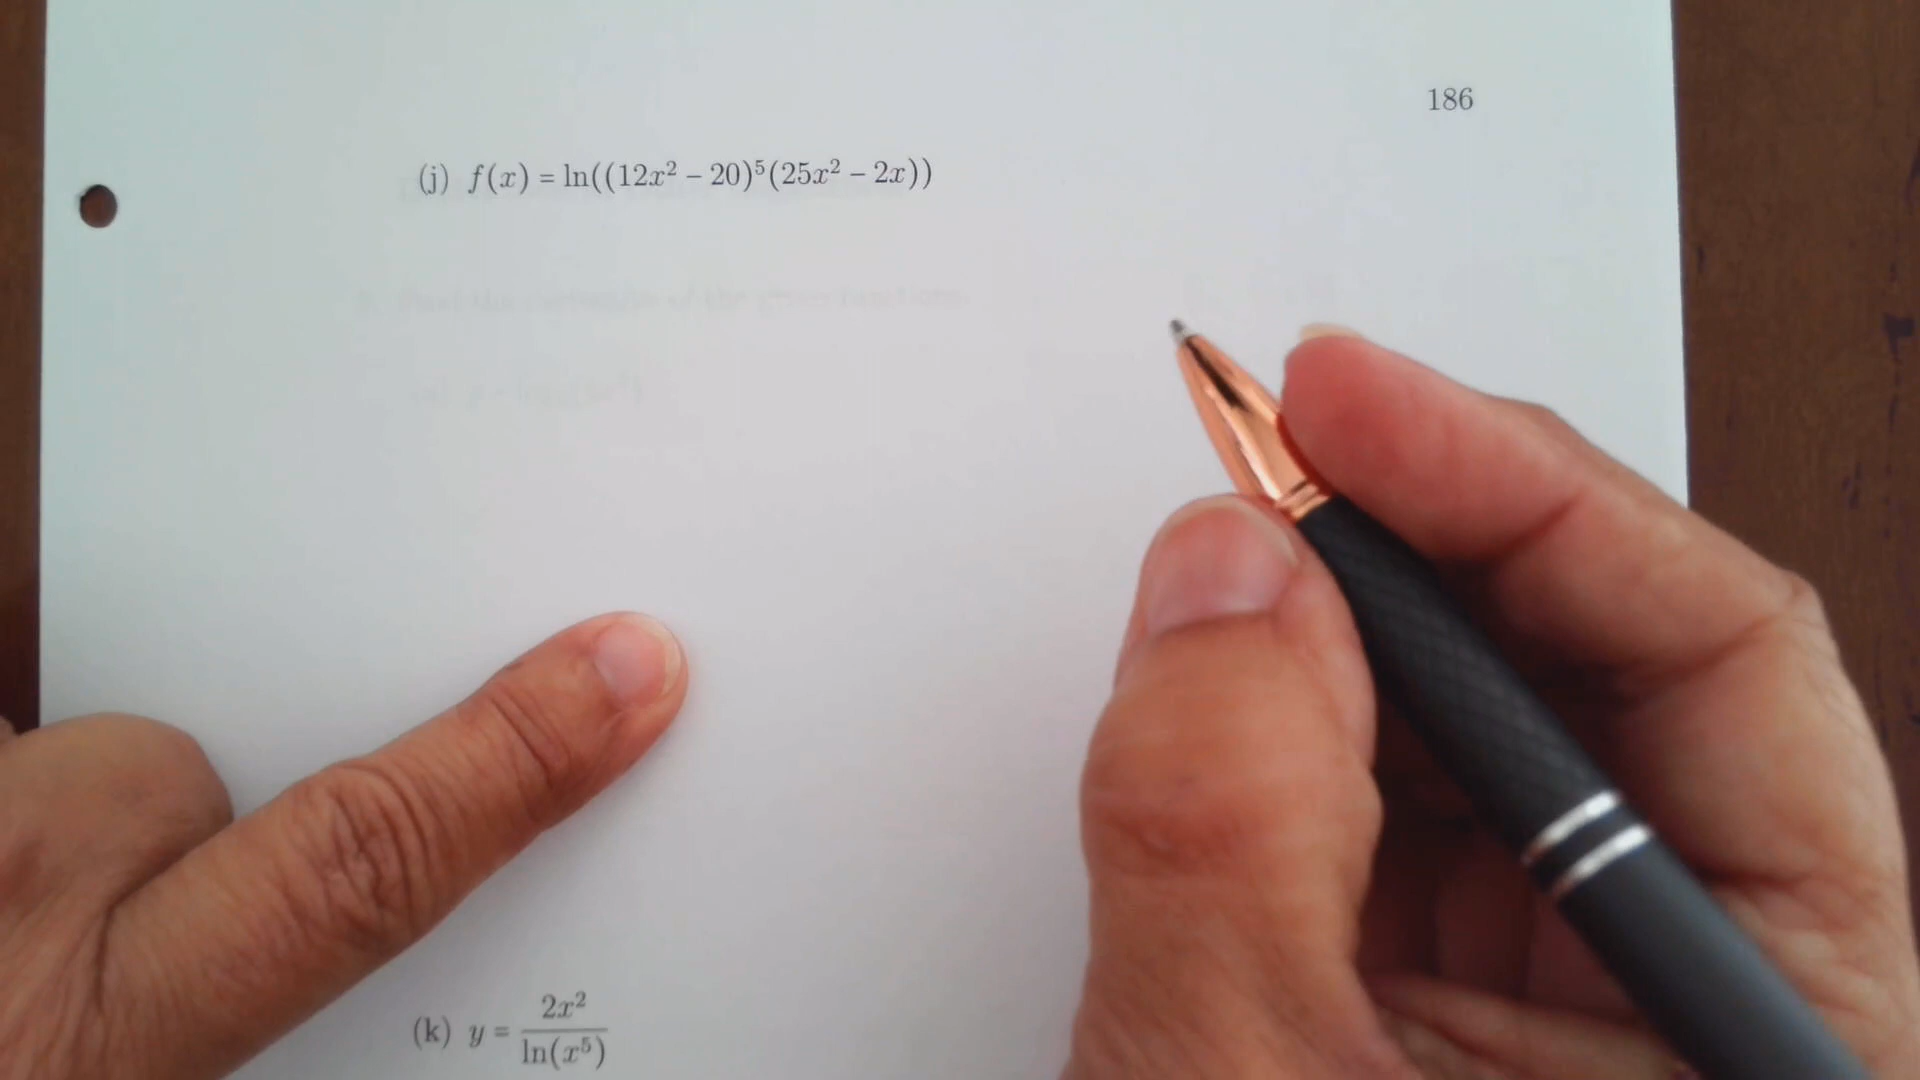 186
(j) f(x) = ln((12x² − 20)⁵(25x² − 2x))
(k) y = 2x² / ln(x⁵)